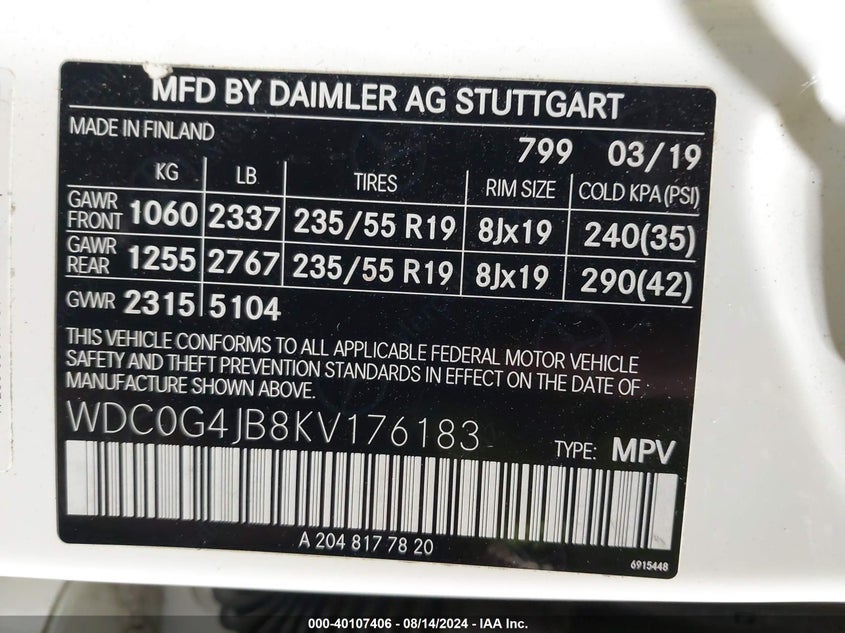 MFD BY DAIMLER AG STUTTGART
MADE IN FINLAND
799 03/19
KG LB TIRES RIM SIZE COLD KPA(PSI)
GAWR FRONT 1060 2337 235/55 R19 8Jx19 240(35)
GAWR REAR 1255 2767 235/55 R19 8Jx19 290(42)
GVWR 2315 5104
THIS VEHICLE CONFORMS TO ALL APPLICABLE FEDERAL MOTOR VEHICLE
SAFETY AND THEFT PREVENTION STANDARDS IN EFFECT ON THE DATE OF
MANUFACTURE SHOWN ABOVE.
WDC0G4JB8KV176183
TYPE: MPV
A 204 817 78 20
6915448
000-40107406 - 08/14/2024 - IAA Inc.